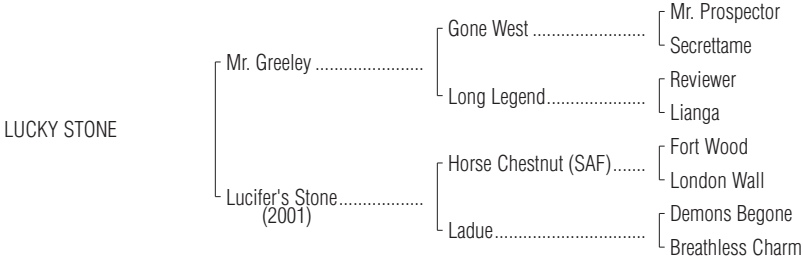 Mr. Prospector
Gone West ........................
Secrettame
Mr. Greeley .......................
Reviewer
Long Legend.....................
Lianga
LUCKY STONE
Fort Wood
Horse Chestnut (SAF).......
London Wall
Lucifer's Stone..................
(2001)
Demons Begone
Ladue................................
Breathless Charm